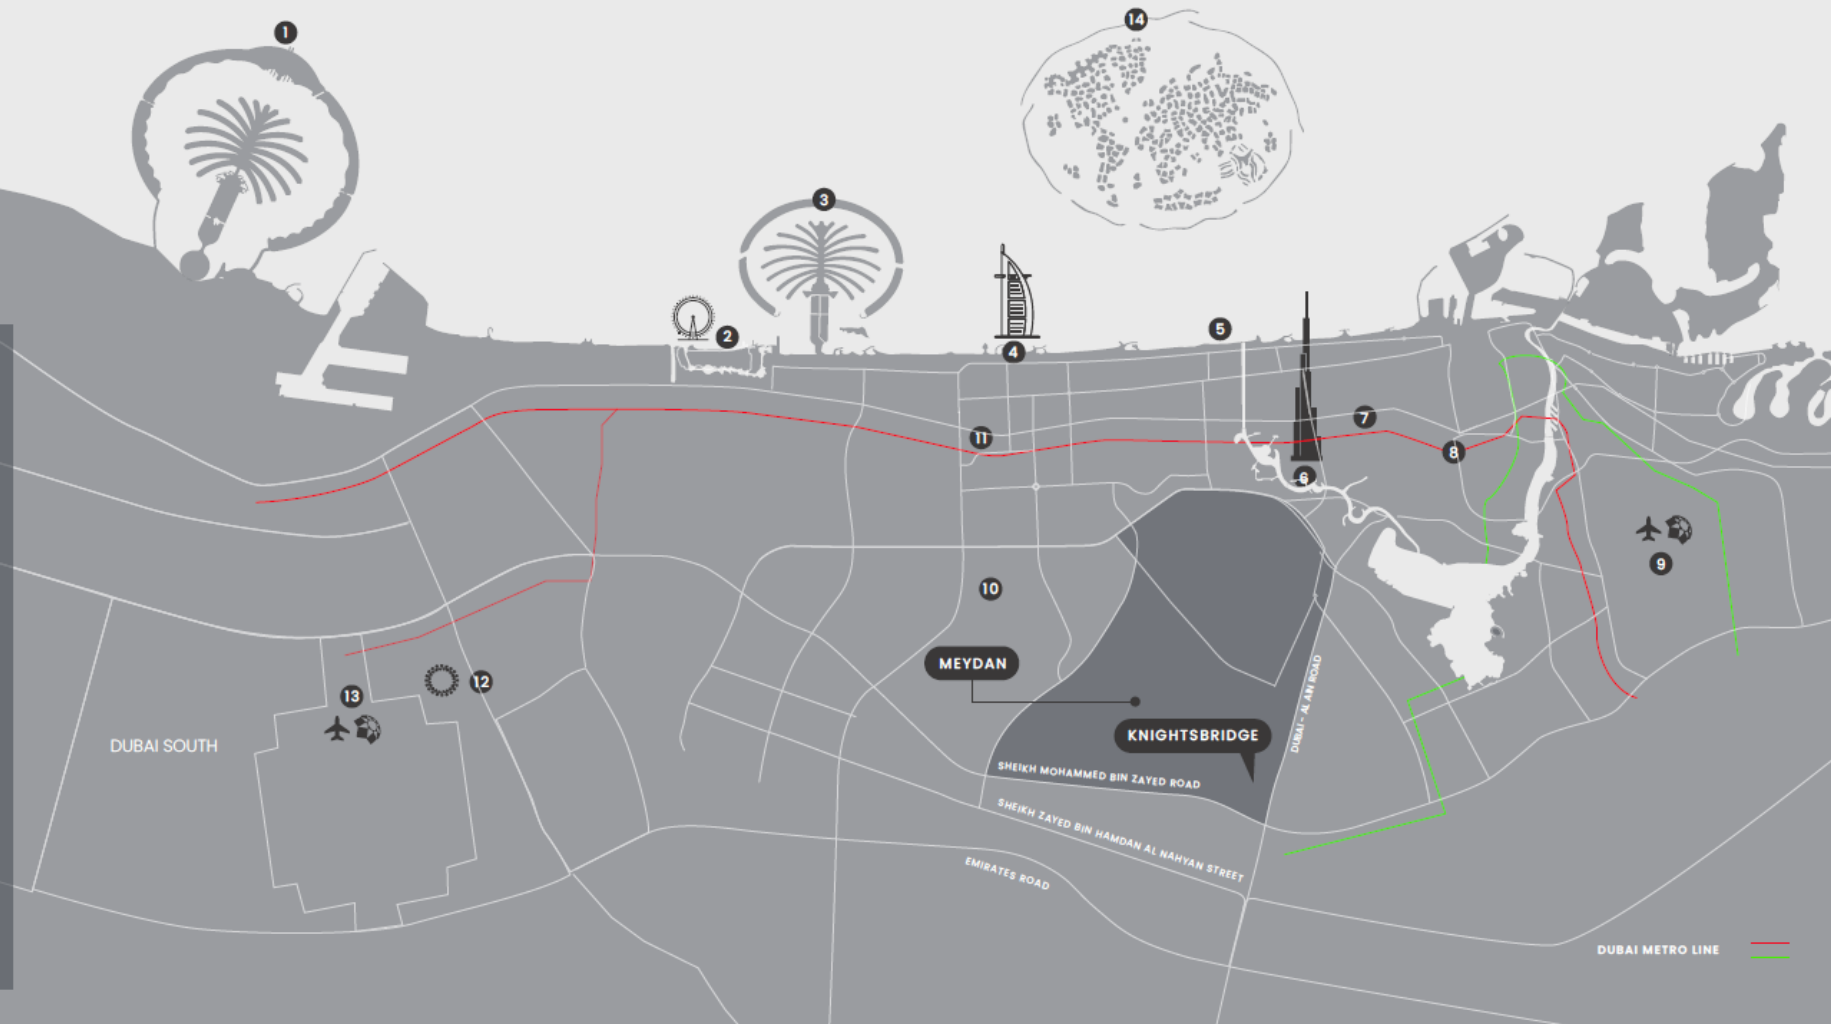 1
14
3
2
4
5
7
11
8
6
9
10
MEYDAN
12
13
DUBAI SOUTH
KNIGHTSBRIDGE
DUBAI - AL AIN ROAD
SHEIKH MOHAMMED BIN ZAYED ROAD
SHEIKH ZAYED BIN HAMDAN AL NAHYAN STREET
EMIRATES ROAD
DUBAI METRO LINE